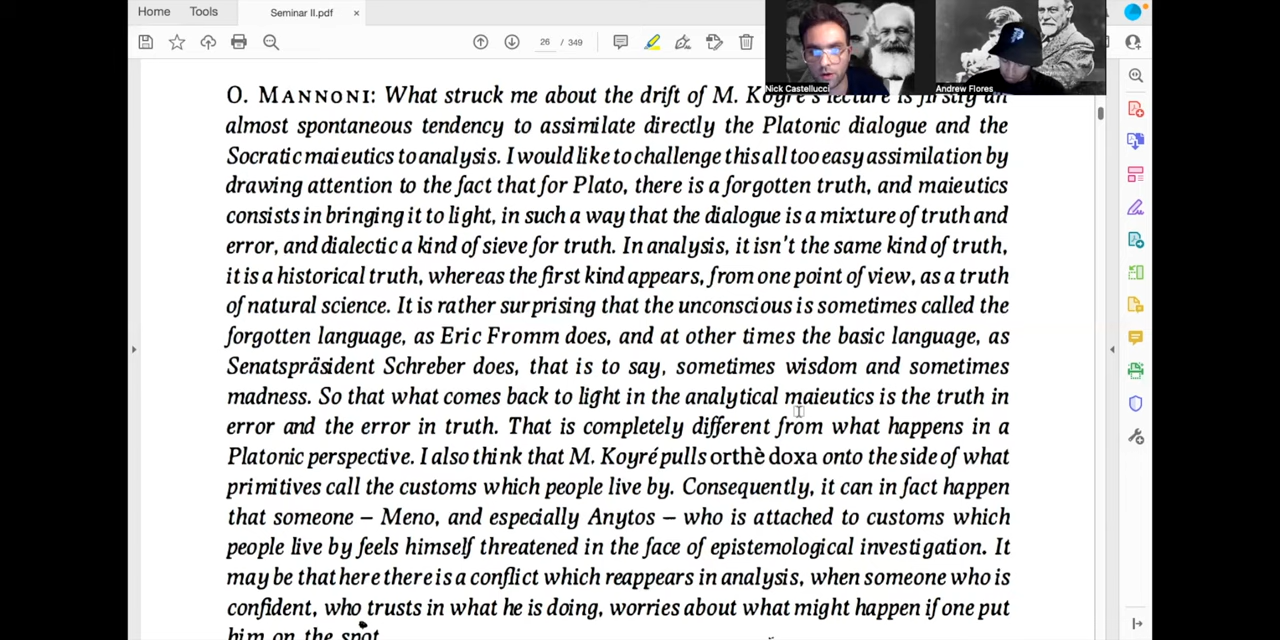 Home Tools Seminar II.pdf ×
26 / 349
Nick Castellucci
Andrew Flores
O. MANNONI: What struck me about the drift of M. Koyré's lecture is firstly an
almost spontaneous tendency to assimilate directly the Platonic dialogue and the
Socratic maieutics to analysis. I would like to challenge this all too easy assimilation by
drawing attention to the fact that for Plato, there is a forgotten truth, and maieutics
consists in bringing it to light, in such a way that the dialogue is a mixture of truth and
error, and dialectic a kind of sieve for truth. In analysis, it isn't the same kind of truth,
it is a historical truth, whereas the first kind appears, from one point of view, as a truth
of natural science. It is rather surprising that the unconscious is sometimes called the
forgotten language, as Eric Fromm does, and at other times the basic language, as
Senatspräsident Schreber does, that is to say, sometimes wisdom and sometimes
madness. So that what comes back to light in the analytical maieutics is the truth in
error and the error in truth. That is completely different from what happens in a
Platonic perspective. I also think that M. Koyré pulls orthè doxa onto the side of what
primitives call the customs which people live by. Consequently, it can in fact happen
that someone – Meno, and especially Anytos – who is attached to customs which
people live by feels himself threatened in the face of epistemological investigation. It
may be that here there is a conflict which reappears in analysis, when someone who is
confident, who trusts in what he is doing, worries about what might happen if one put
him on the spot